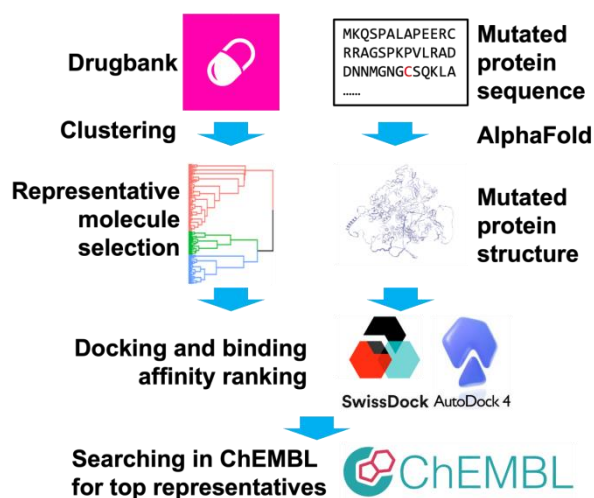 Drugbank
MKQSPALAPEERC
RRAGSPKPVLRAD
DNNMGNGCSQKLA
......
Mutated
protein
sequence
Clustering
AlphaFold
Representative
molecule
selection
Mutated
protein
structure
Docking and binding
affinity ranking
SwissDock
AutoDock 4
Searching in ChEMBL
for top representatives
ChEMBL